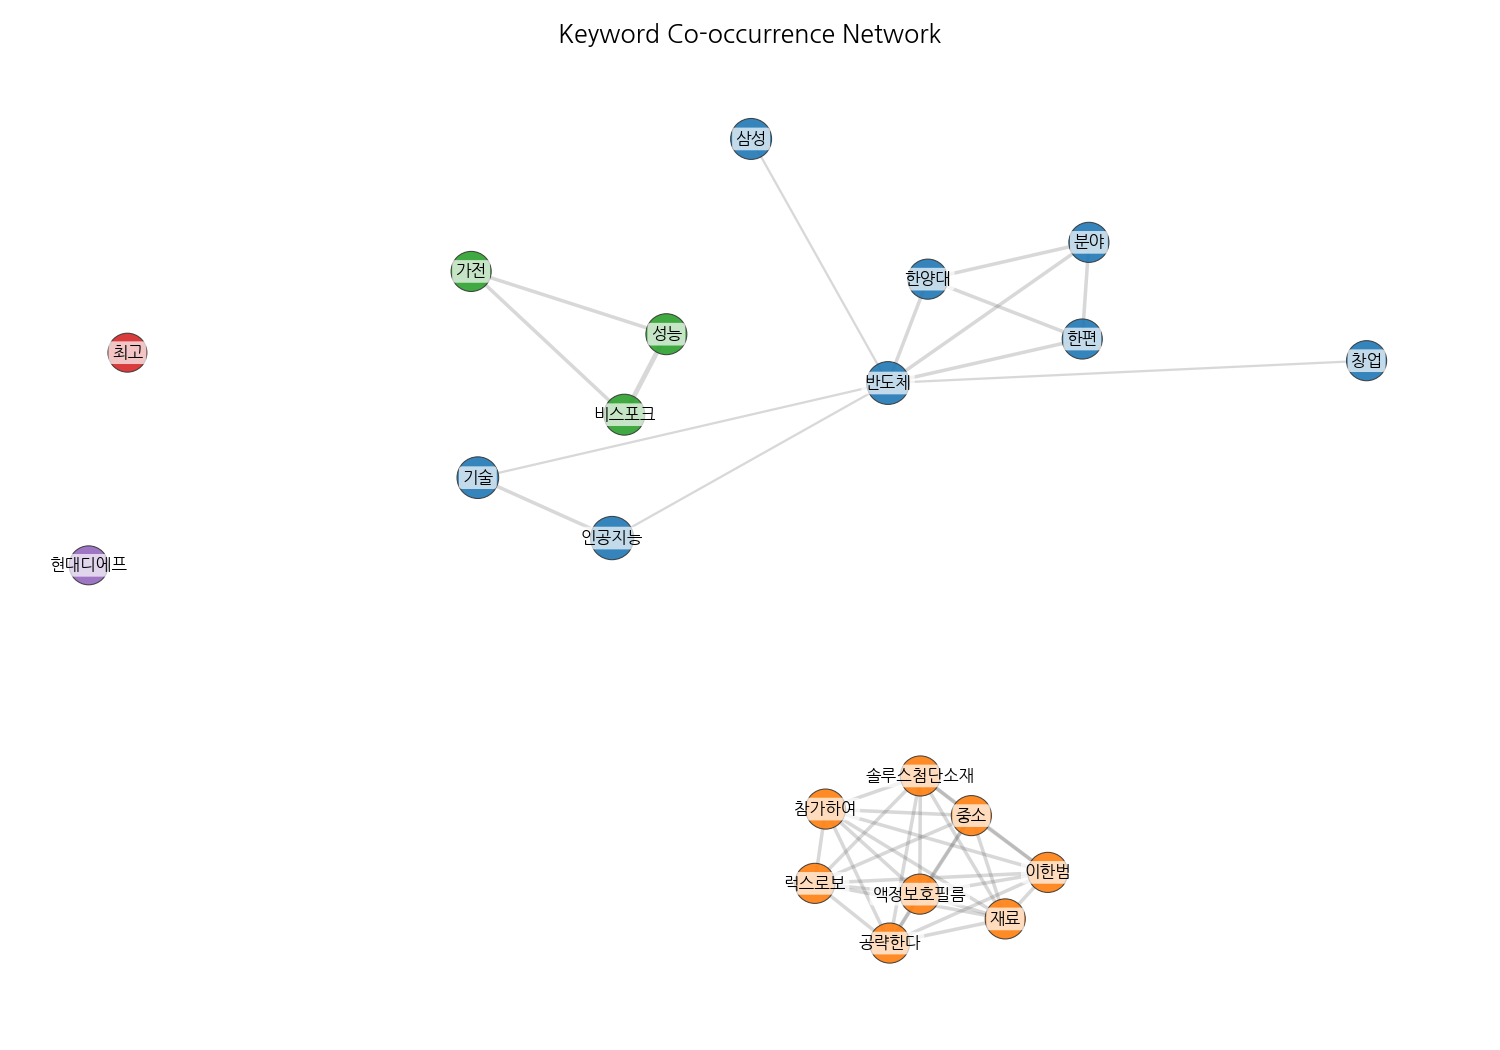 Keyword Co-occurrence Network
삼성
분야
가전
한양대
성능
한편
최고
창업
반도체
비스포크
기술
인공지능
현대디에프
솔루스첨단소재
참가하여
중소
이한범
럭스로보
액정보호필름
재료
공략한다